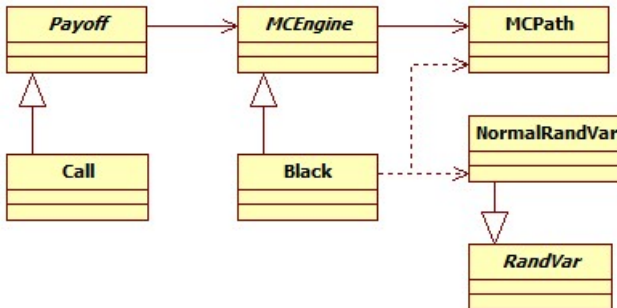 Payoff
MCEngine
MCPath
Call
Black
NormalRandVar
RandVar